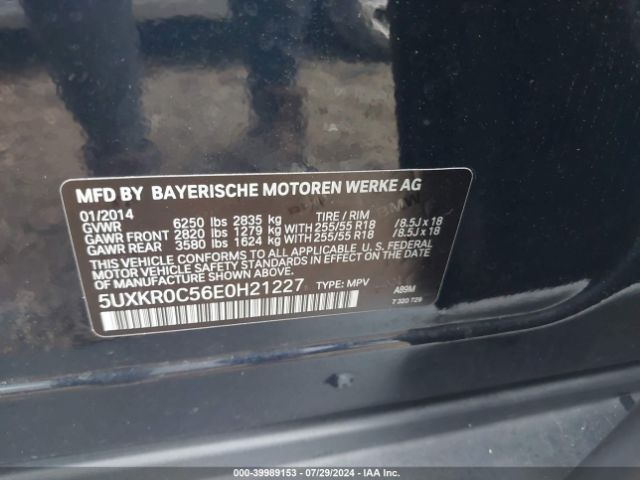 MFD BY BAYERISCHE MOTOREN WERKE AG
01/2014 TIRE / RIM
GVWR 6250 lbs 2835 kg
GAWR FRONT 2820 lbs 1279 kg WITH 255/55 R18 /8.5J x 18
GAWR REAR 3580 lbs 1624 kg WITH 255/55 R18 /8.5J x 18
THIS VEHICLE CONFORMS TO ALL APPLICABLE U. S. FEDERAL
MOTOR VEHICLE SAFETY STANDARDS IN EFFECT ON THE
DATE OF MANUFACTURE SHOWN ABOVE.
5UXKR0C56E0H21227 TYPE: MPV A89M
7 320 729
000-39989153 - 07/29/2024 - IAA Inc.